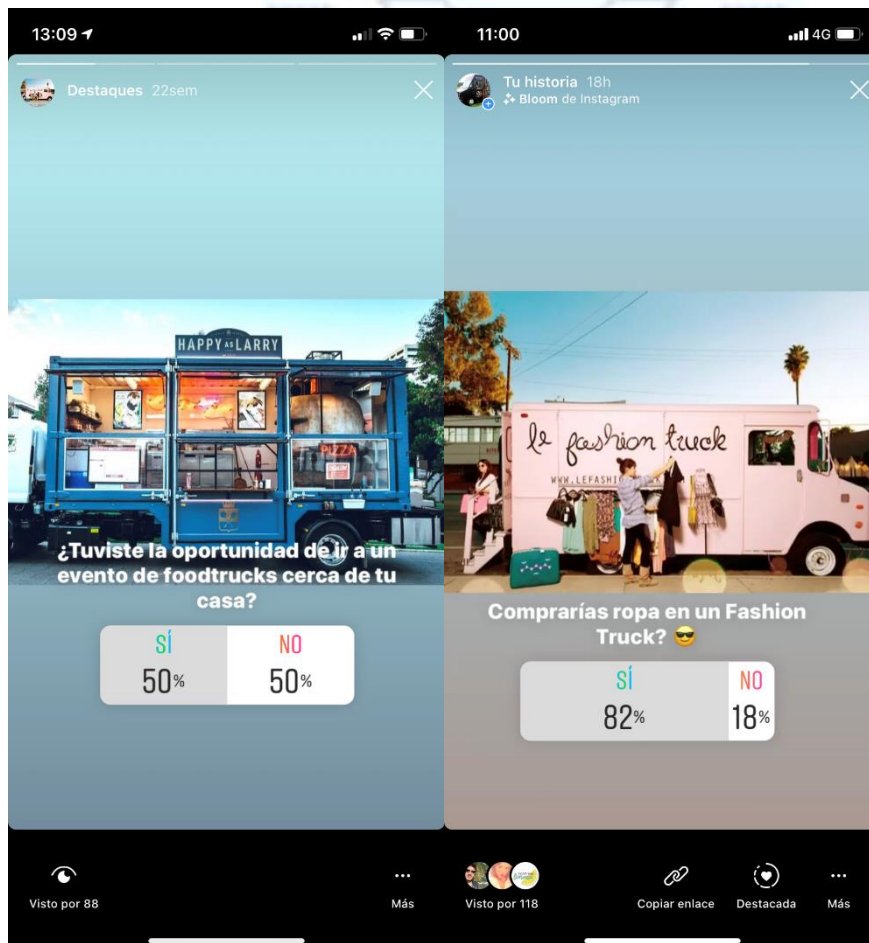 13:09
Destaques 22sem
HAPPY AS LARRY
PIZZA
¿Tuviste la oportunidad de ir a un
evento de foodtrucks cerca de tu
casa?
SÍ NO
50% 50%
Visto por 88
Más
11:00
4G
Tu historia 18h
Bloom de Instagram
le fashion truck
WWW.LEFASHI
Comprarías ropa en un Fashion
Truck? 😎
SÍ NO
82% 18%
Visto por 118
Copiar enlace
Destacada
Más